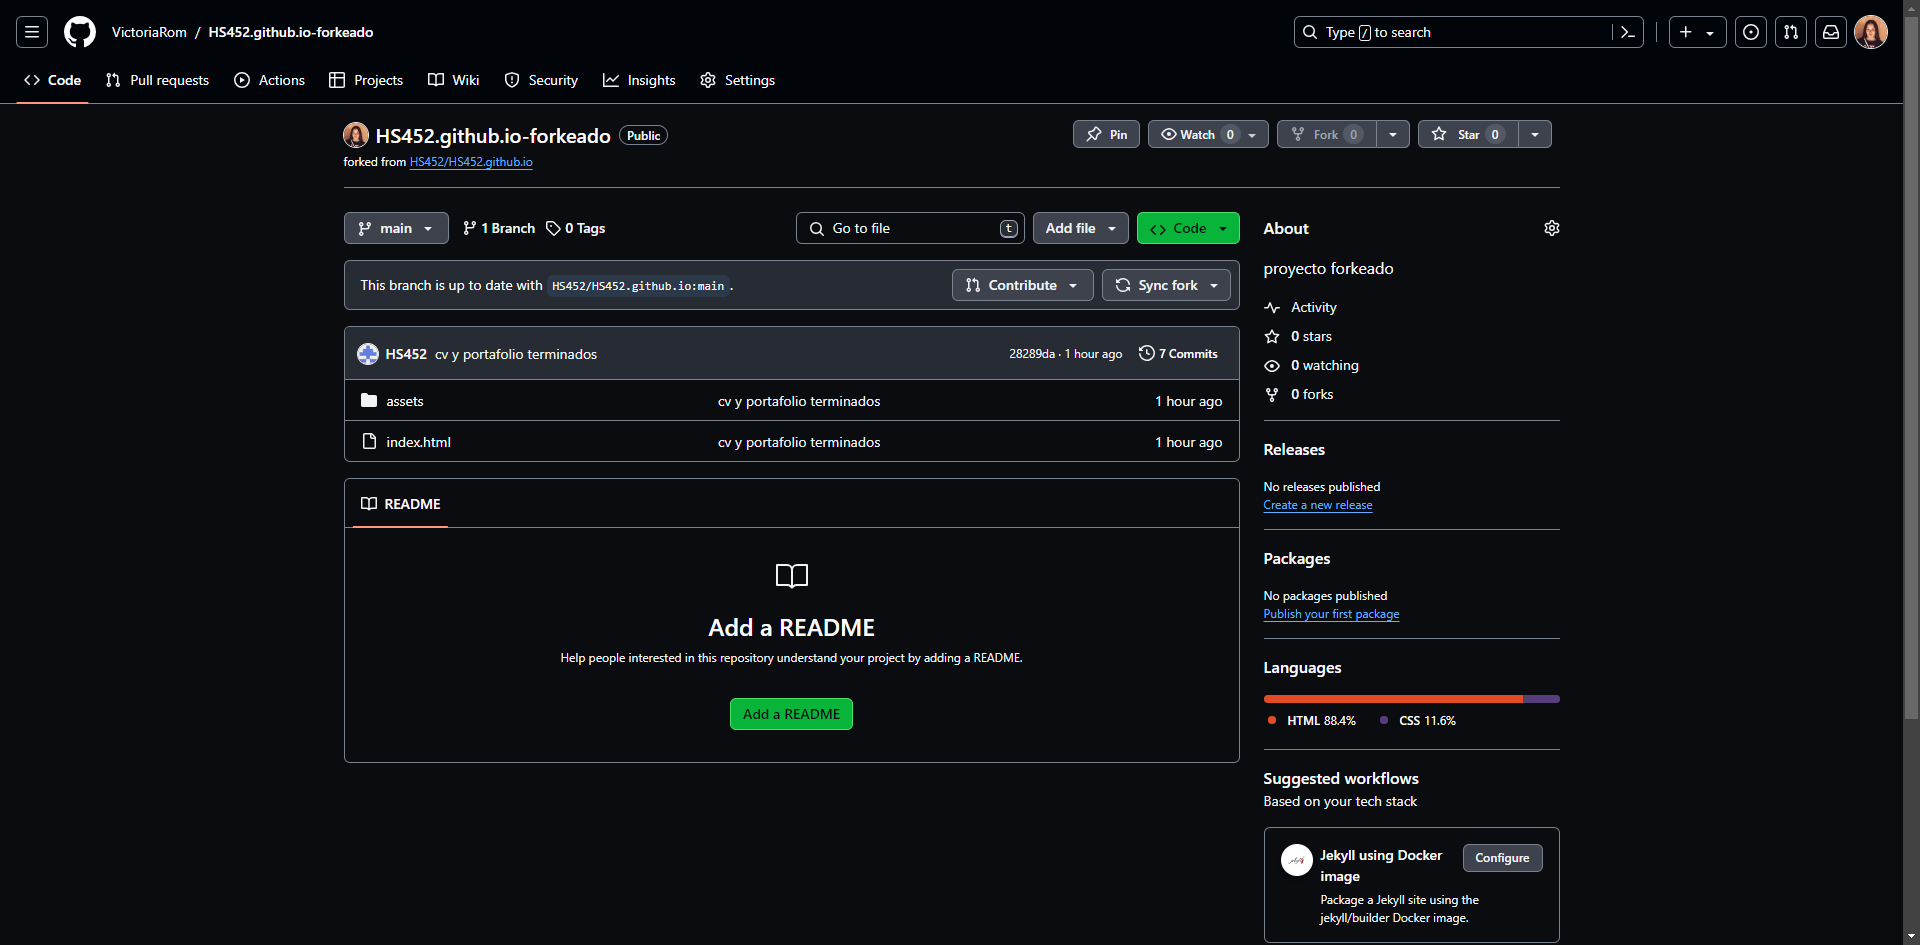 VictoriaRom / HS452.github.io-forkeado
Type / to search
Code Pull requests Actions Projects Wiki Security Insights Settings
HS452.github.io-forkeado Public
forked from HS452/HS452.github.io
Pin Watch 0 Fork 0 Star 0
main 1 Branch 0 Tags
Go to file t Add file Code
This branch is up to date with HS452/HS452.github.io:main .
Contribute Sync fork
HS452 cv y portafolio terminados 28289da · 1 hour ago 7 Commits
assets cv y portafolio terminados 1 hour ago
index.html cv y portafolio terminados 1 hour ago
README
Add a README
Help people interested in this repository understand your project by adding a README.
Add a README
About
proyecto forkeado
Activity
0 stars
0 watching
0 forks
Releases
No releases published
Create a new release
Packages
No packages published
Publish your first package
Languages
HTML 88.4% CSS 11.6%
Suggested workflows
Based on your tech stack
Jekyll using Docker
image
Configure
Package a Jekyll site using the
jekyll/builder Docker image.